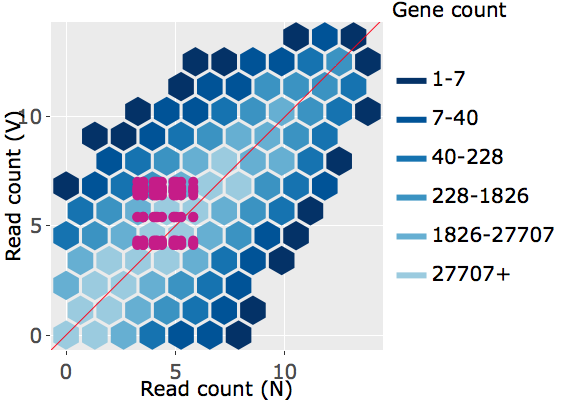 Gene count
1-7
7-40
40-228
228-1826
1826-27707
27707+
Read count (V)
10
5
0
0 5 10
Read count (N)